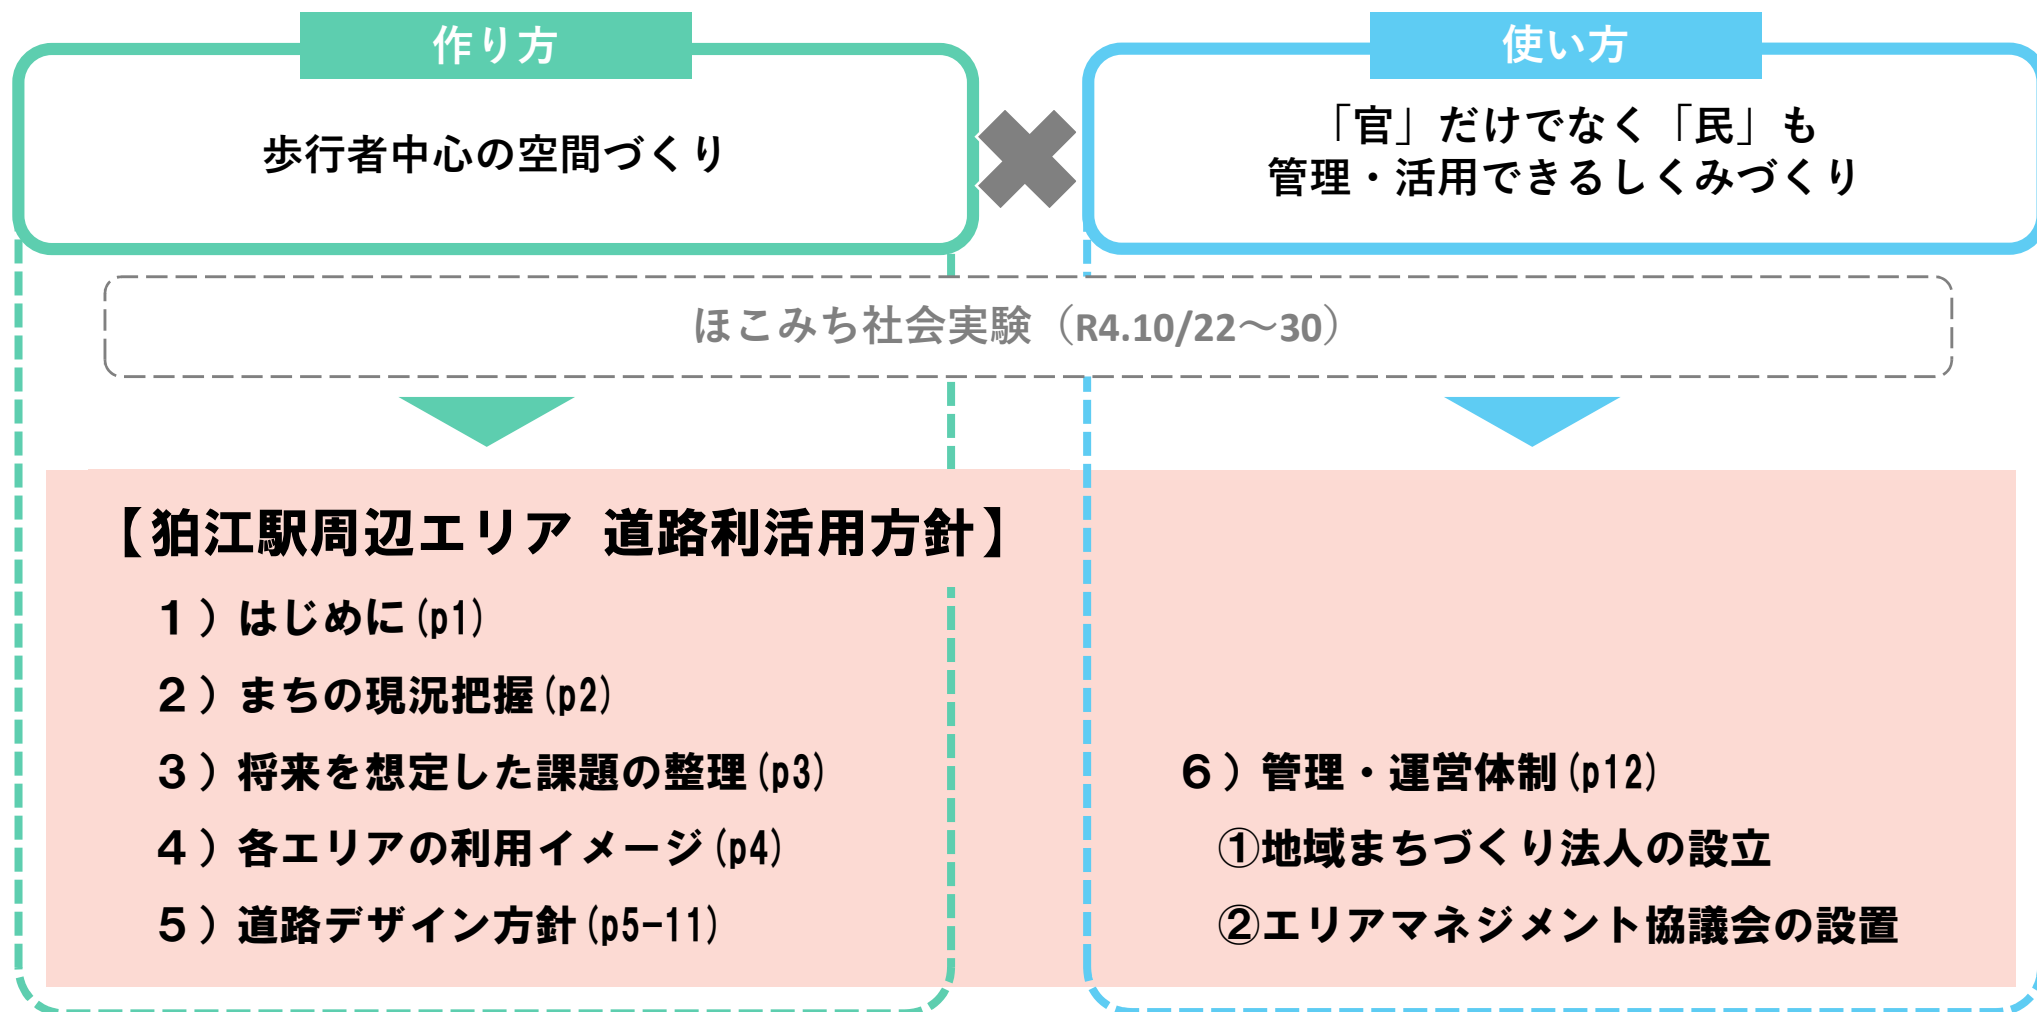 作り方
歩行者中心の空間づくり
使い方
「官」だけでなく「民」も
管理・活用できるしくみづくり
ほこみち社会実験（R4.10/22～30）
【狛江駅周辺エリア 道路利活用方針】
１）はじめに(p1)
２）まちの現況把握(p2)
３）将来を想定した課題の整理(p3)
４）各エリアの利用イメージ(p4)
５）道路デザイン方針(p5-11)
６）管理・運営体制(p12)
①地域まちづくり法人の設立
②エリアマネジメント協議会の設置